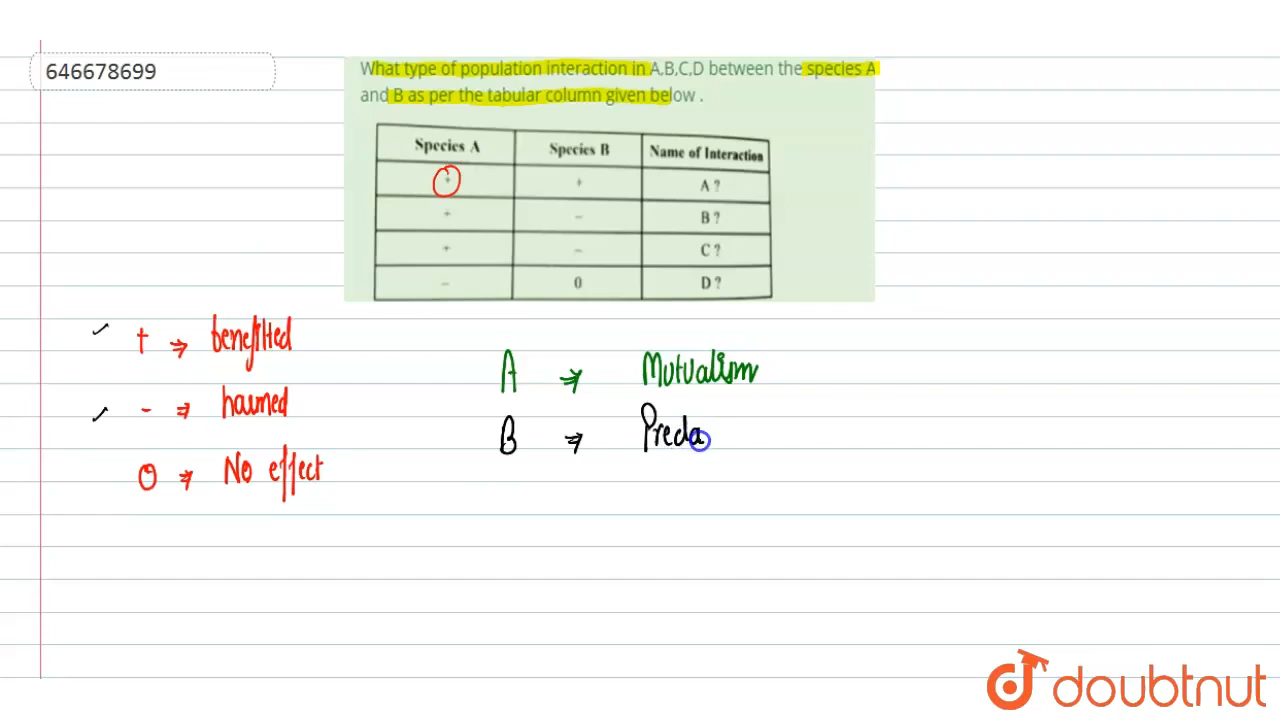 646678699
What type of population interaction in A,B,C,D between the species A
and B as per the tabular column given below .
Species A Species B Name of Interaction
+ + A ?
+ – B ?
+ – C ?
– 0 D ?
+ ⇒ benefitted
- ⇒ harmed
0 ⇒ No effect
A ⇒ Mutualism
B ⇒ Preda
doubtnut